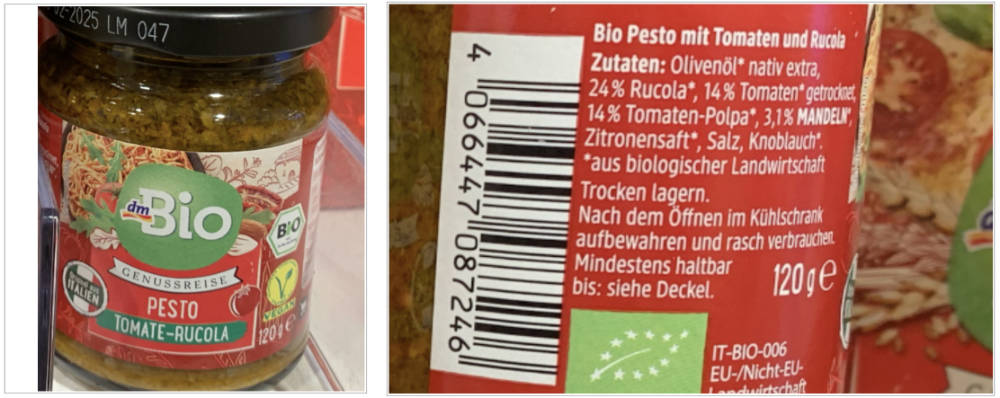 -2025 LM 047
dm Bio
GENUSSREISE
BIO
ITALIEN
PESTO
TOMATE-RUCOLA
VEGAN
120 g e
Bio Pesto mit Tomaten und Rucola
Zutaten: Olivenöl* nativ extra,
24% Rucola*, 14% Tomaten* getrocknet,
14% Tomaten-Polpa*, 3,1% MANDELN*,
Zitronensaft*, Salz, Knoblauch*.
*aus biologischer Landwirtschaft
Trocken lagern.
Nach dem Öffnen im Kühlschrank
aufbewahren und rasch verbrauchen.
Mindestens haltbar
bis: siehe Deckel.
120 g e
4 066447 087246
IT-BIO-006
EU-/Nicht-EU-
Landwirtschaft